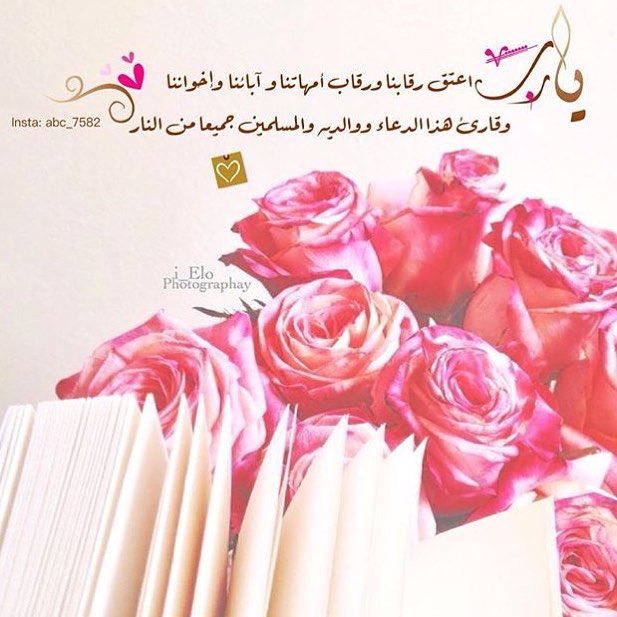 يارب اعتق رقابنا ورقاب أمهاتنا و آبائنا وإخواننا
وقارئ هذا الدعاء ووالديه والمسلمين جميعا من النار
Insta: abc_7582
i_Elo
Photographay